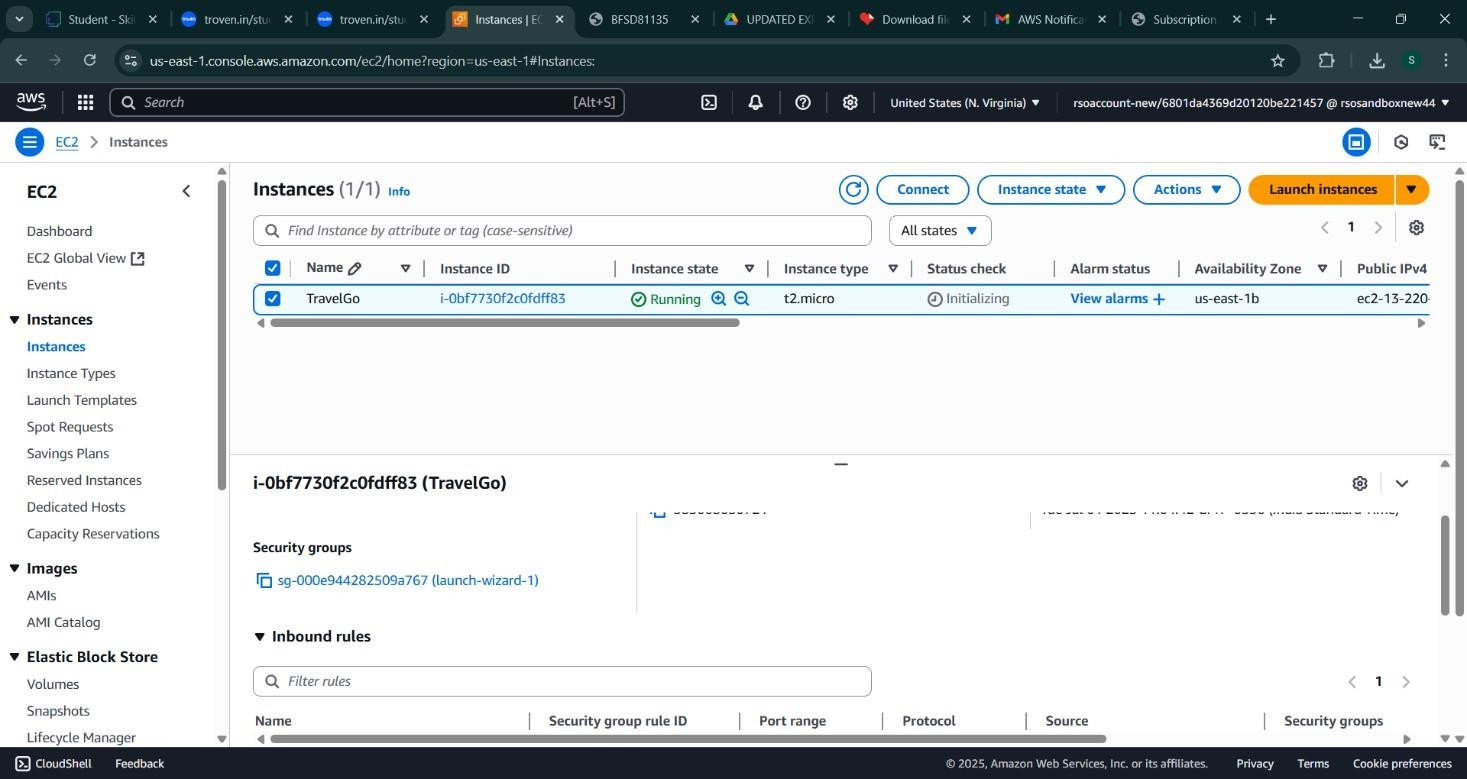 Student - Ski
troven.in/stu
troven.in/stu
Instances | EC
BFSD81135
UPDATED EX
Download file
AWS Notifica
Subscription
us-east-1.console.aws.amazon.com/ec2/home?region=us-east-1#Instances:
S
aws
Search
[Alt+S]
United States (N. Virginia)
rsoaccount-new/6801da4369d20120be221457 @ rsosandboxnew44
EC2
Instances
EC2
Dashboard
EC2 Global View
Events
Instances
Instances
Instance Types
Launch Templates
Spot Requests
Savings Plans
Reserved Instances
Dedicated Hosts
Capacity Reservations
Images
AMIs
AMI Catalog
Elastic Block Store
Volumes
Snapshots
Lifecycle Manager
Instances (1/1) Info
Connect
Instance state
Actions
Launch instances
Find Instance by attribute or tag (case-sensitive)
All states
1
Name
Instance ID
Instance state
Instance type
Status check
Alarm status
Availability Zone
Public IPv4
TravelGo
i-0bf7730f2c0fdff83
Running
t2.micro
Initializing
View alarms +
us-east-1b
ec2-13-220-
i-0bf7730f2c0fdff83 (TravelGo)
Security groups
sg-000e944282509a767 (launch-wizard-1)
Inbound rules
Filter rules
1
Name
Security group rule ID
Port range
Protocol
Source
Security groups
CloudShell
Feedback
© 2025, Amazon Web Services, Inc. or its affiliates.
Privacy
Terms
Cookie preferences